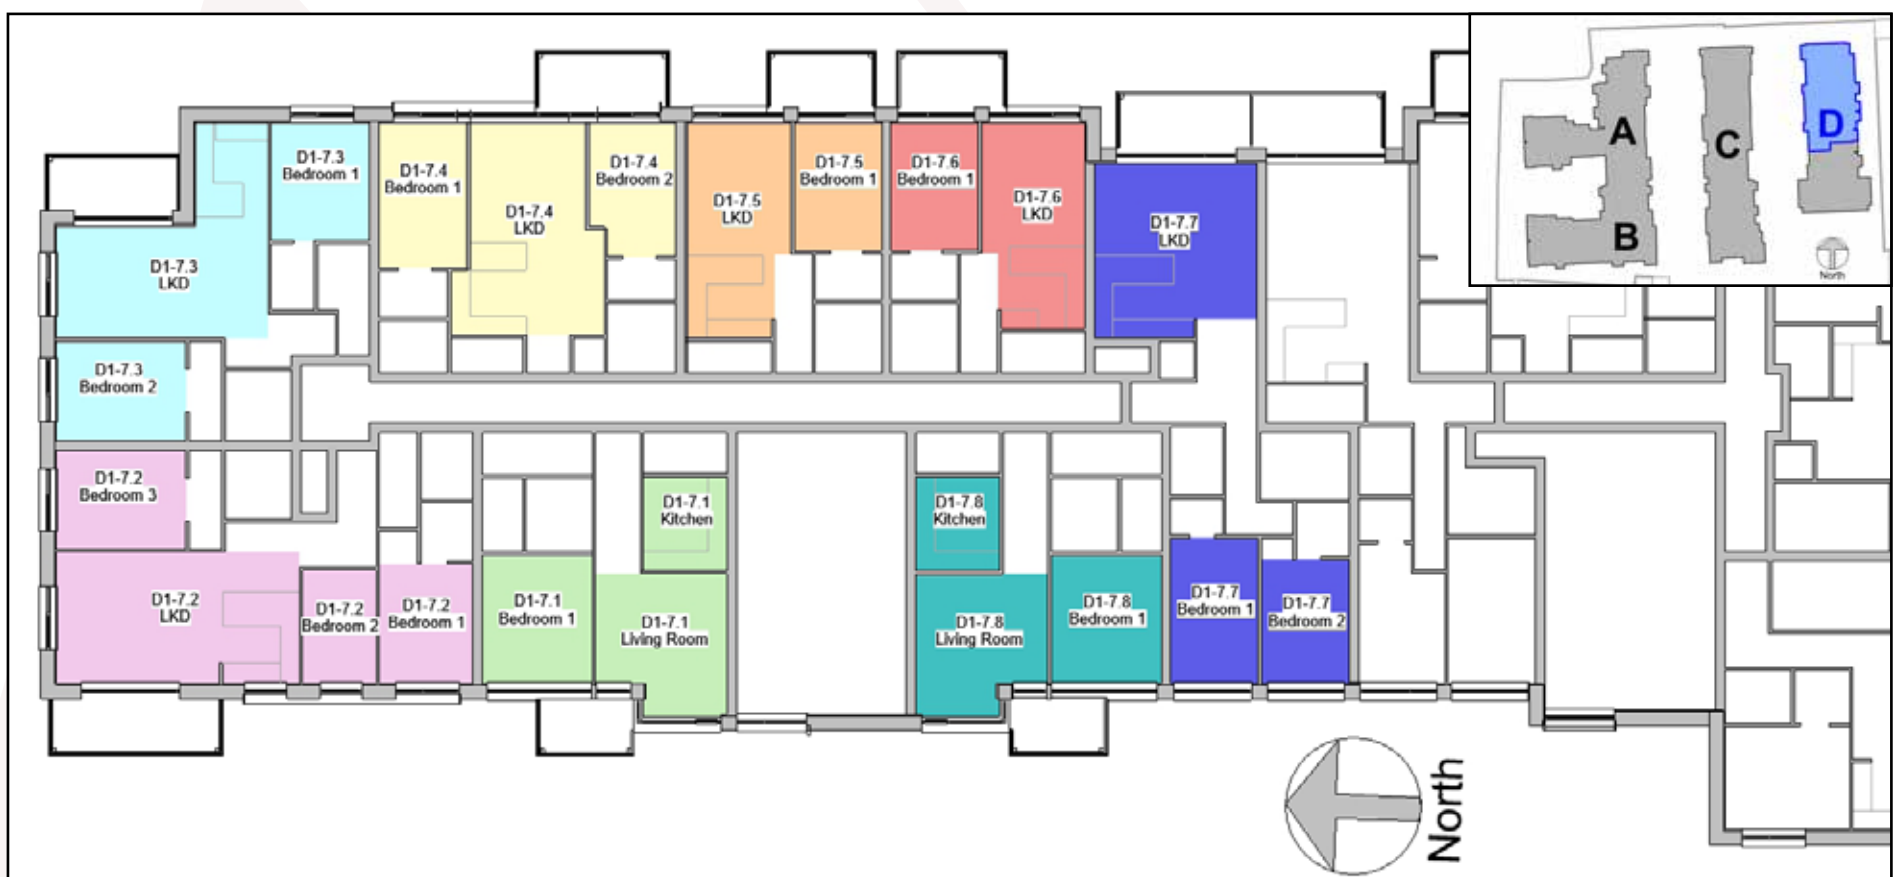 D1-7.3
Bedroom 1
D1-7.4
Bedroom 1
D1-7.4
Bedroom 2
D1-7.5
Bedroom 1
D1-7.6
Bedroom 1
D1-7.4
LKD
D1-7.5
LKD
D1-7.6
LKD
D1-7.7
LKD
D1-7.3
LKD
D1-7.3
Bedroom 2
D1-7.2
Bedroom 3
D1-7.1
Kitchen
D1-7.8
Kitchen
D1-7.2
LKD
D1-7.2
Bedroom 2
D1-7.2
Bedroom 1
D1-7.1
Bedroom 1
D1-7.1
Living Room
D1-7.8
Living Room
D1-7.8
Bedroom 1
D1-7.7
Bedroom 1
D1-7.7
Bedroom 2
A
B
C
D
North
North